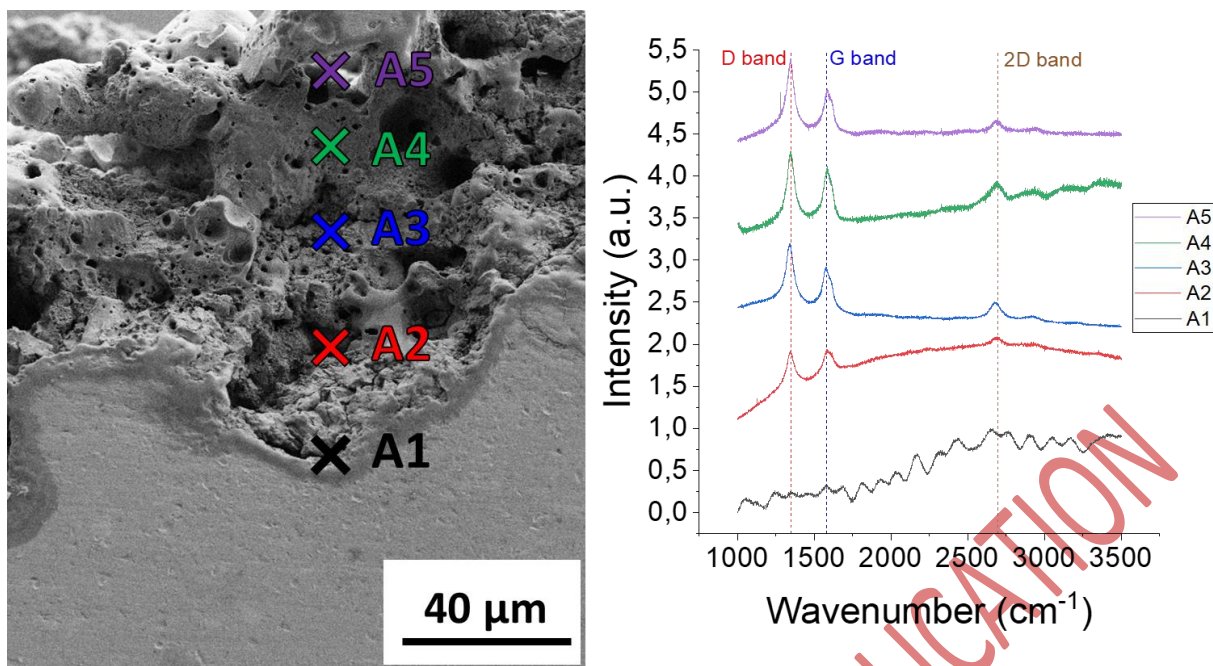 A5
A4
A3
A2
A1
40 µm
D band
G band
2D band
5,5
5,0
4,5
4,0
3,5
3,0
2,5
2,0
1,5
1,0
0,5
0,0
Intensity (a.u.)
1000 1500 2000 2500 3000 3500
Wavenumber (cm⁻¹)
A5
A4
A3
A2
A1
ICATION